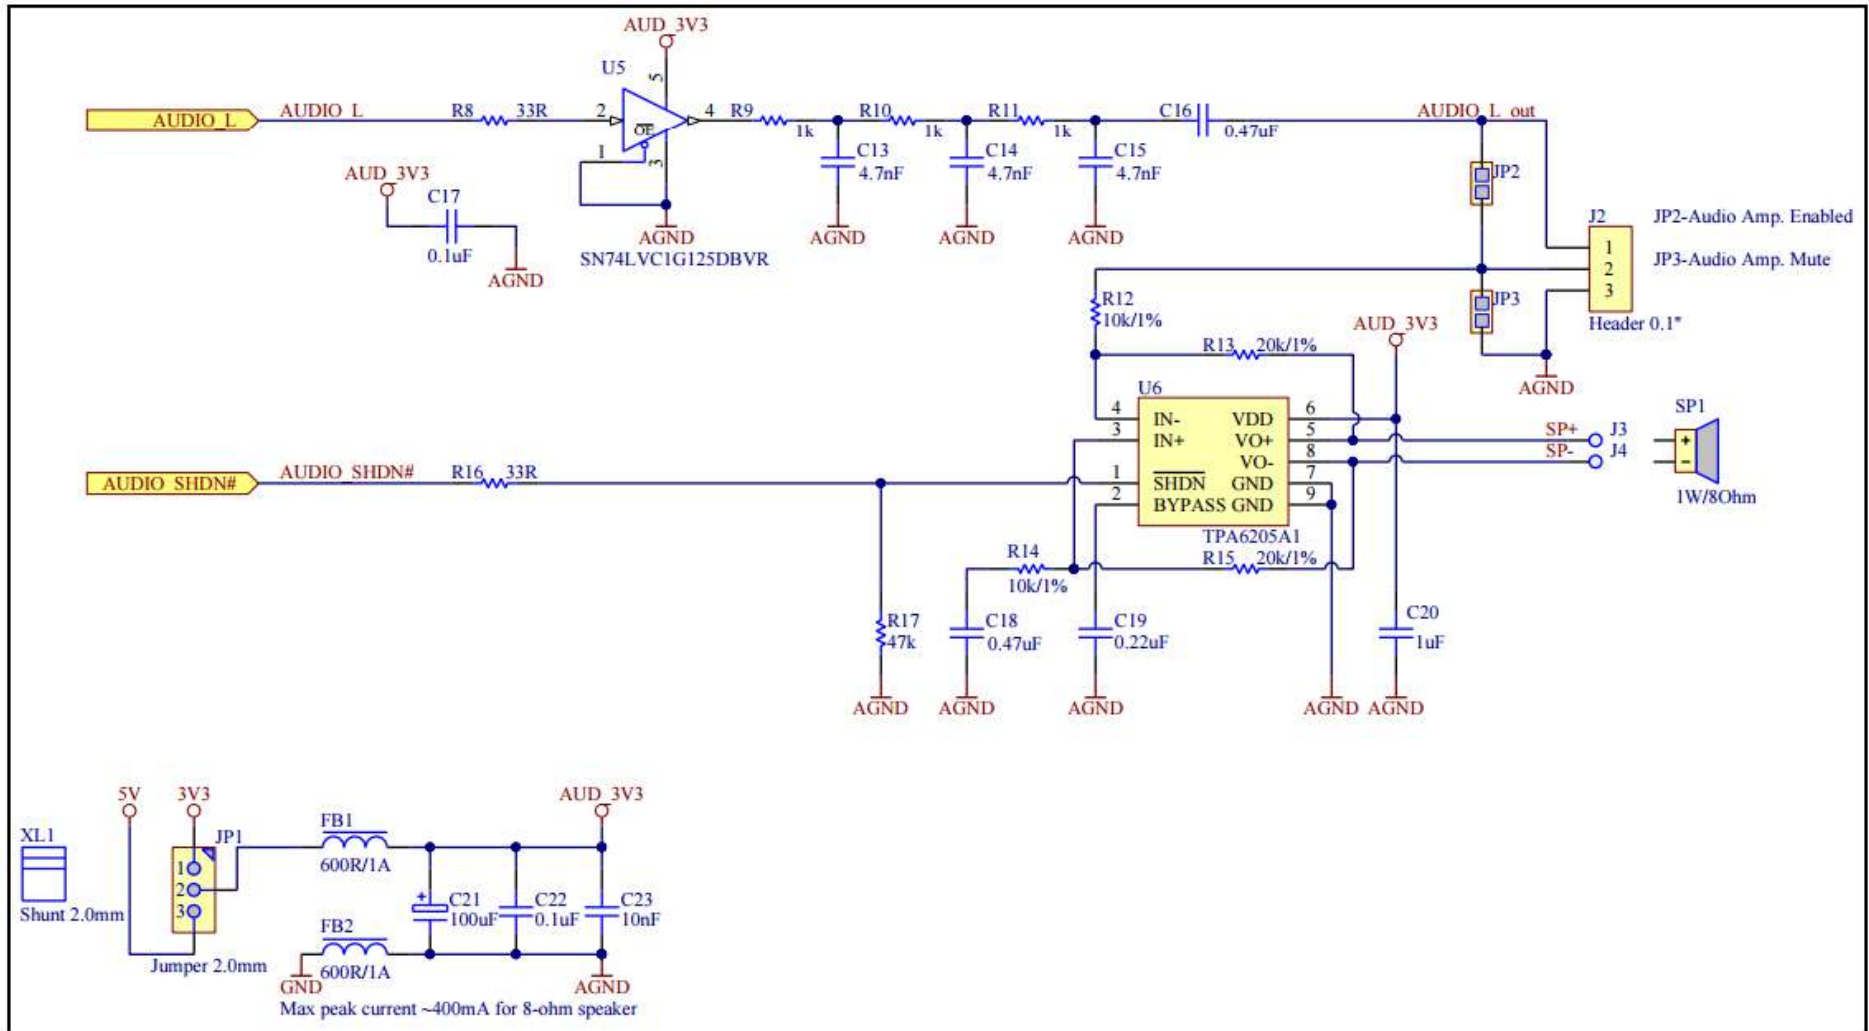 AUD_3V3
U5
5
AUDIO_L
AUDIO_L
R8
33R
2
OE
4
R9
1k
R10
1k
R11
1k
C16
0.47uF
AUDIO_L_out
1
3
C13
4.7nF
C14
4.7nF
C15
4.7nF
JP2
AUD_3V3
C17
0.1uF
AGND
AGND
SN74LVC1G125DBVR
AGND
AGND
AGND
J2
JP2-Audio Amp. Enabled
1
2
3
JP3-Audio Amp. Mute
Header 0.1"
JP3
AGND
R12
10k/1%
AUD_3V3
R13
20k/1%
U6
4
IN-
VDD
6
3
IN+
VO+
5
VO-
8
1
SHDN
GND
7
2
BYPASS
GND
9
TPA6205A1
SP+
J3
SP-
J4
SP1
+
-
1W/8Ohm
AUDIO_SHDN#
AUDIO_SHDN#
R16
33R
R14
10k/1%
R15
20k/1%
R17
47k
C18
0.47uF
C19
0.22uF
C20
1uF
AGND
AGND
AGND
AGND
AGND
5V
3V3
AUD_3V3
XL1
Shunt 2.0mm
JP1
1
2
3
Jumper 2.0mm
FB1
600R/1A
+
C21
100uF
C22
0.1uF
C23
10nF
FB2
600R/1A
GND
AGND
Max peak current ~400mA for 8-ohm speaker